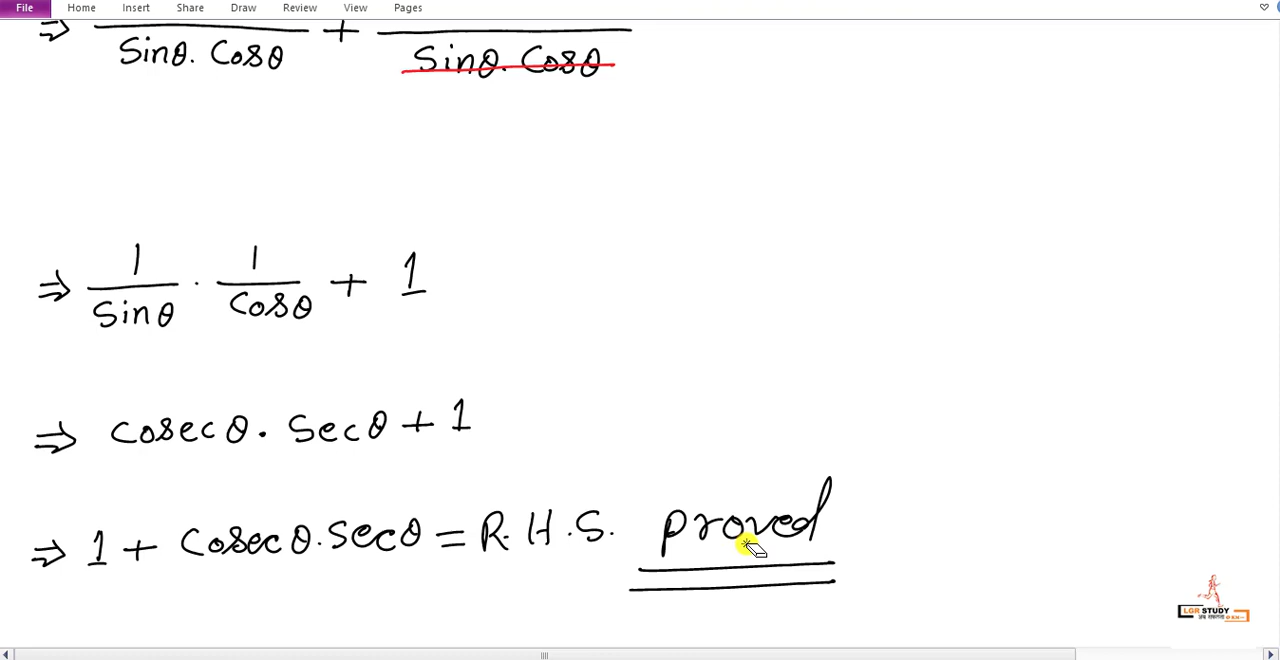 File Home Insert Share Draw Review View Pages
⇒ —— + ——
Sinθ. Cosθ Sinθ. Cosθ
⇒ 1/Sinθ · 1/Cosθ + 1
⇒ Cosecθ . Secθ + 1
⇒ 1 + Cosecθ . Secθ = R.H.S. proved
LGR STUDY